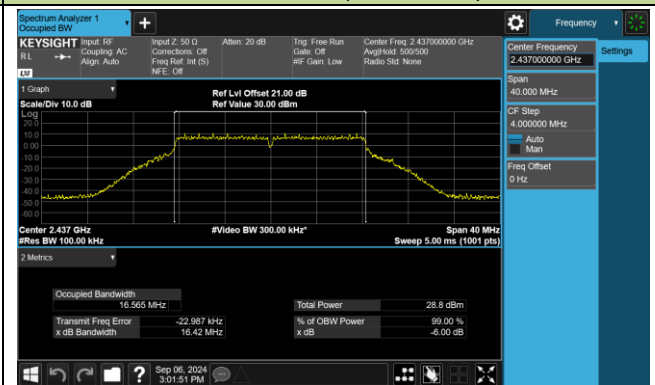 Spectrum Analyzer 1
Occupied BW
+
Frequency
KEYSIGHT
RL
LXI
Input: RF
Coupling: AC
Align: Auto
Input Z: 50 Ω
Corrections: Off
Freq Ref: Int (S)
NFE: Off
Atten: 20 dB
Trig: Free Run
Gate: Off
#IF Gain: Low
Center Freq: 2.437000000 GHz
Avg|Hold: 500/500
Radio Std: None
Center Frequency
2.437000000 GHz
Settings
Span
40.000 MHz
CF Step
4.000000 MHz
Auto
Man
Freq Offset
0 Hz
1 Graph
Scale/Div 10.0 dB
Ref Lvl Offset 21.00 dB
Ref Value 30.00 dBm
Log
20.0
10.0
0.00
-10.0
-20.0
-30.0
-40.0
-50.0
-60.0
Center 2.437 GHz
#Res BW 100.00 kHz
#Video BW 300.00 kHz*
Span 40 MHz
Sweep 5.00 ms (1001 pts)
2 Metrics
Occupied Bandwidth
16.565 MHz
Total Power 28.8 dBm
Transmit Freq Error -22.987 kHz
x dB Bandwidth 16.42 MHz
% of OBW Power 99.00 %
x dB -6.00 dB
?
Sep 06, 2024
3:01:51 PM